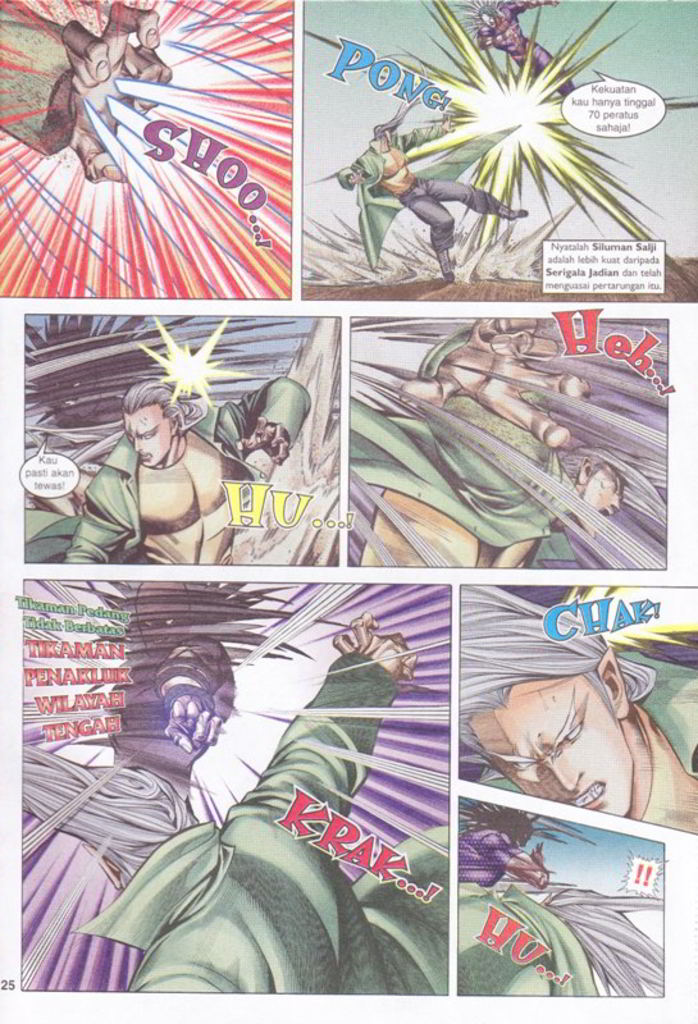 SHOO...!
PONG!
Kekuatan
kau hanya tinggal
70 peratus
sahaja!
Nyatalah Siluman Salji
adalah lebih kuat daripada
Serigala Jadian dan telah
menguasai pertarungan itu.
Kau
pasti akan
tewas!
HU...!
Heh...!
Tikaman Pedang
Tidak Berbatas
TIKAMAN
PENAKLUK
WILAYAH
TENGAH
KRAK...!
CHAK!
!!
HU...!
25